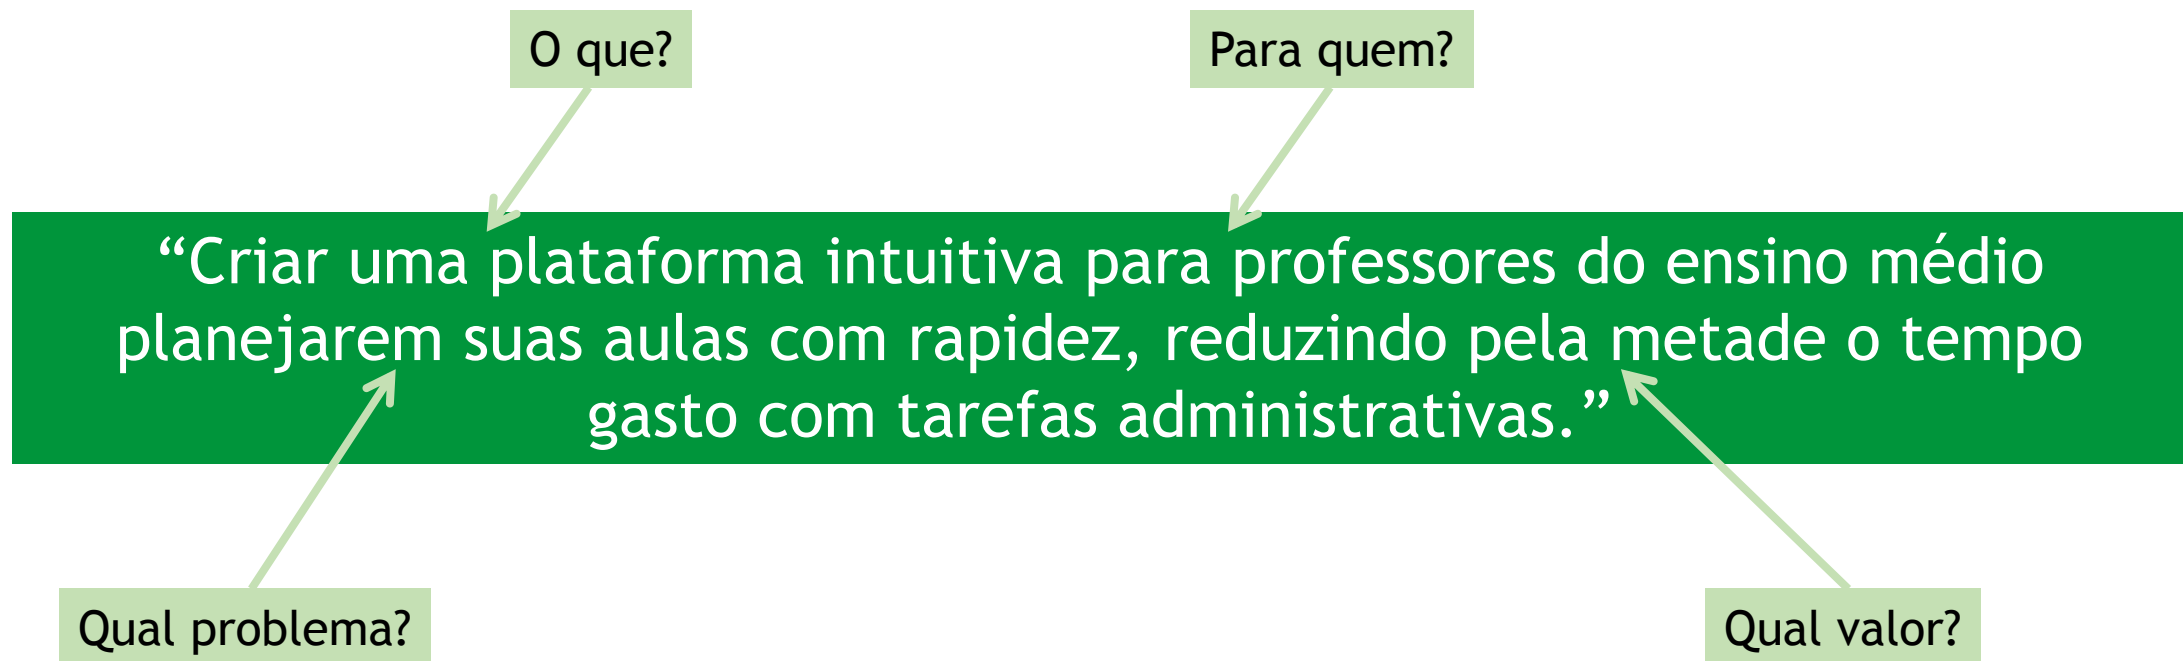 O que?
Para quem?
“Criar uma plataforma intuitiva para professores do ensino médio
planejarem suas aulas com rapidez, reduzindo pela metade o tempo
gasto com tarefas administrativas.”
Qual problema?
Qual valor?